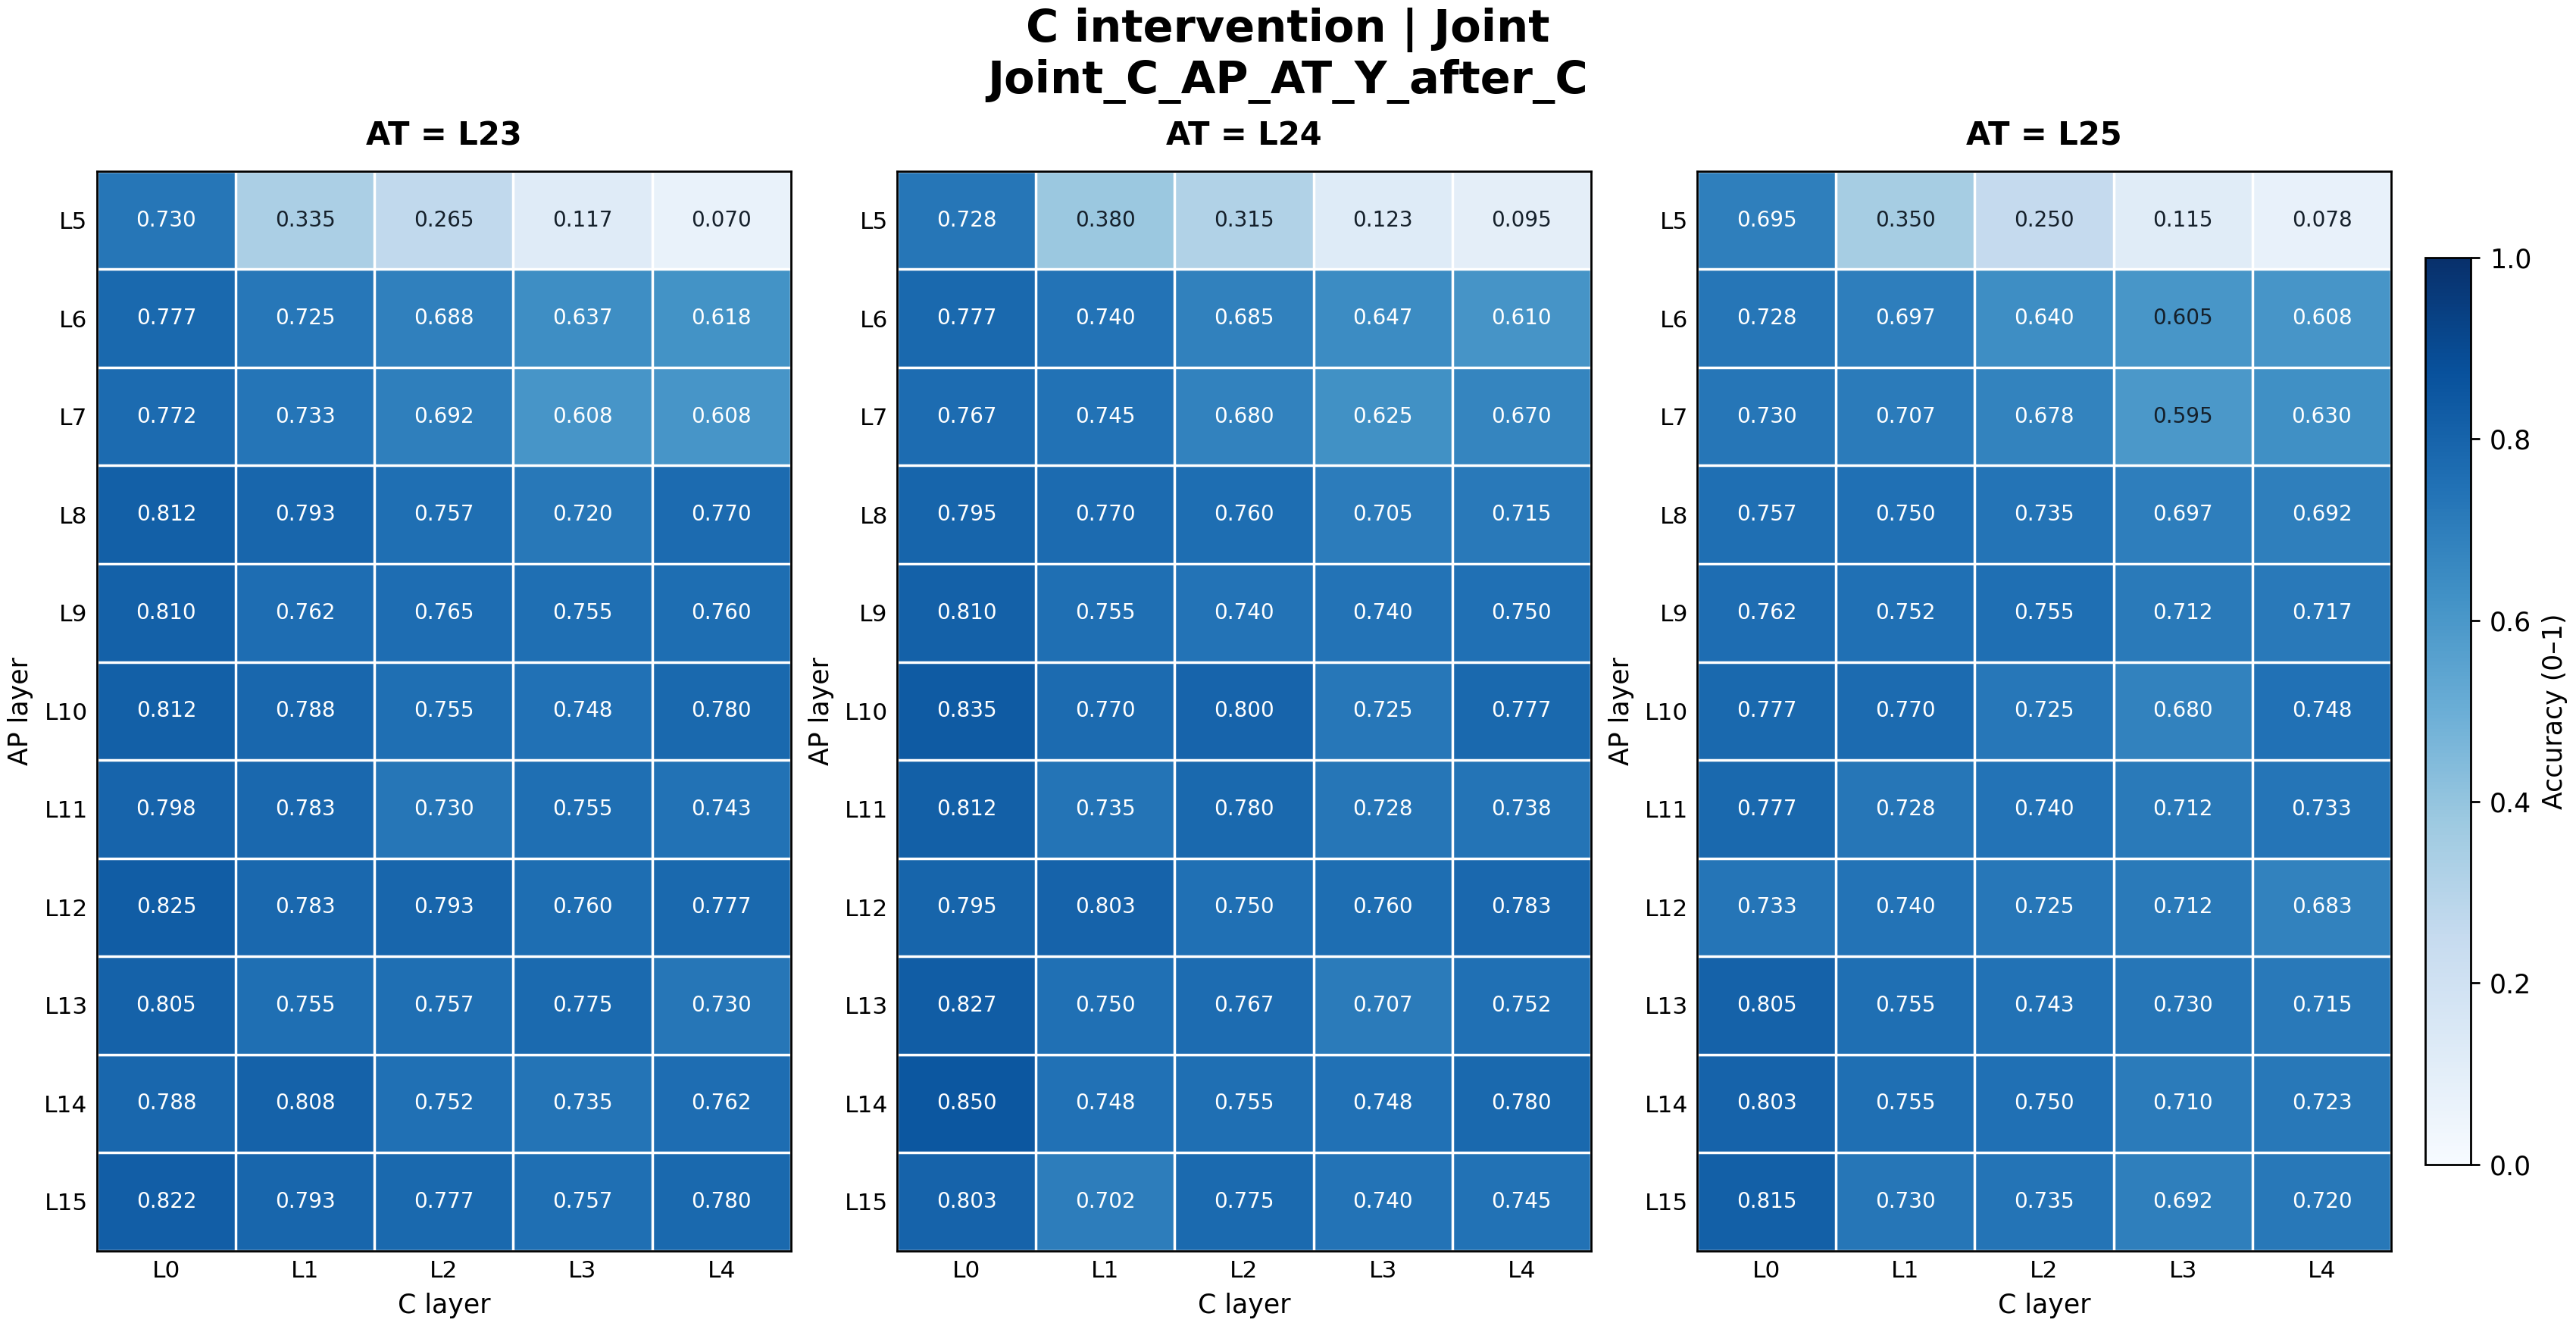 C intervention | Joint
Joint_C_AP_AT_Y_after_C
AT = L23
AP layer
L5 0.730 0.335 0.265 0.117 0.070
L6 0.777 0.725 0.688 0.637 0.618
L7 0.772 0.733 0.692 0.608 0.608
L8 0.812 0.793 0.757 0.720 0.770
L9 0.810 0.762 0.765 0.755 0.760
L10 0.812 0.788 0.755 0.748 0.780
L11 0.798 0.783 0.730 0.755 0.743
L12 0.825 0.783 0.793 0.760 0.777
L13 0.805 0.755 0.757 0.775 0.730
L14 0.788 0.808 0.752 0.735 0.762
L15 0.822 0.793 0.777 0.757 0.780
L0 L1 L2 L3 L4
C layer
AT = L24
AP layer
L5 0.728 0.380 0.315 0.123 0.095
L6 0.777 0.740 0.685 0.647 0.610
L7 0.767 0.745 0.680 0.625 0.670
L8 0.795 0.770 0.760 0.705 0.715
L9 0.810 0.755 0.740 0.740 0.750
L10 0.835 0.770 0.800 0.725 0.777
L11 0.812 0.735 0.780 0.728 0.738
L12 0.795 0.803 0.750 0.760 0.783
L13 0.827 0.750 0.767 0.707 0.752
L14 0.850 0.748 0.755 0.748 0.780
L15 0.803 0.702 0.775 0.740 0.745
L0 L1 L2 L3 L4
C layer
AT = L25
AP layer
L5 0.695 0.350 0.250 0.115 0.078
L6 0.728 0.697 0.640 0.605 0.608
L7 0.730 0.707 0.678 0.595 0.630
L8 0.757 0.750 0.735 0.697 0.692
L9 0.762 0.752 0.755 0.712 0.717
L10 0.777 0.770 0.725 0.680 0.748
L11 0.777 0.728 0.740 0.712 0.733
L12 0.733 0.740 0.725 0.712 0.683
L13 0.805 0.755 0.743 0.730 0.715
L14 0.803 0.755 0.750 0.710 0.723
L15 0.815 0.730 0.735 0.692 0.720
L0 L1 L2 L3 L4
C layer
1.0
0.8
0.6
0.4
0.2
0.0
Accuracy (0–1)